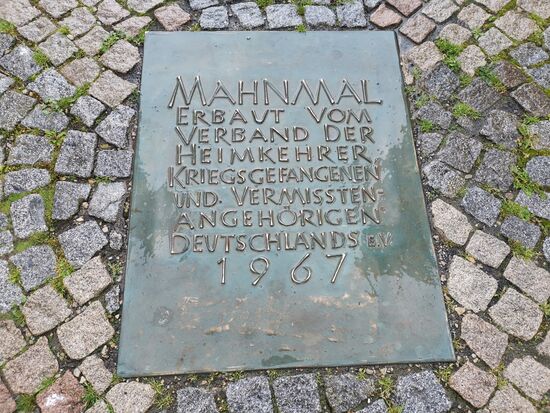 MAHNMAL
ERBAUT VOM
VERBAND DER
HEIMKEHRER
KRIEGSGEFANGENEN
UND. VERMISSTEN-
ANGEHÖRIGEN
DEUTSCHLANDS E.V.
1967